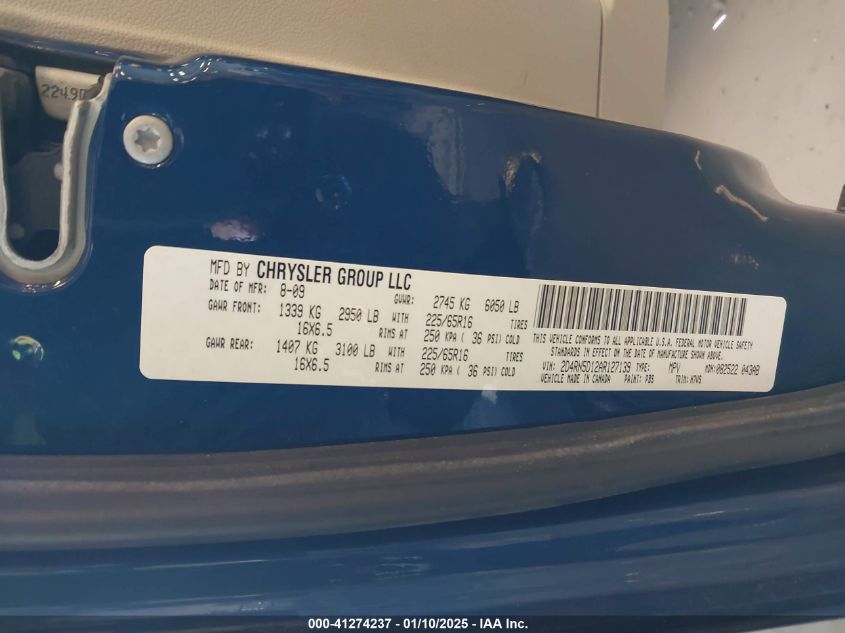 22490
MFD BY CHRYSLER GROUP LLC
DATE OF MFR: 8-09 GVWR: 2745 KG 6050 LB
GAWR FRONT: 1339 KG 2950 LB WITH 225/65R16 TIRES
16X6.5 RIMS AT 250 KPA ( 36 PSI) COLD
GAWR REAR: 1407 KG 3100 LB WITH 225/65R16 TIRES
16X6.5 RIMS AT 250 KPA ( 36 PSI) COLD
THIS VEHICLE CONFORMS TO ALL APPLICABLE U.S.A. FEDERAL MOTOR VEHICLE SAFETY
STANDARDS IN EFFECT ON THE DATE OF MANUFACTURE SHOWN ABOVE.
VIN: 2D4RN5D12AR127139 TYPE: MPV MDH: 082522 043AB
VEHICLE MADE IN CANADA PAINT: PBS TRIM: KMV5
000-41274237 - 01/10/2025 - IAA Inc.